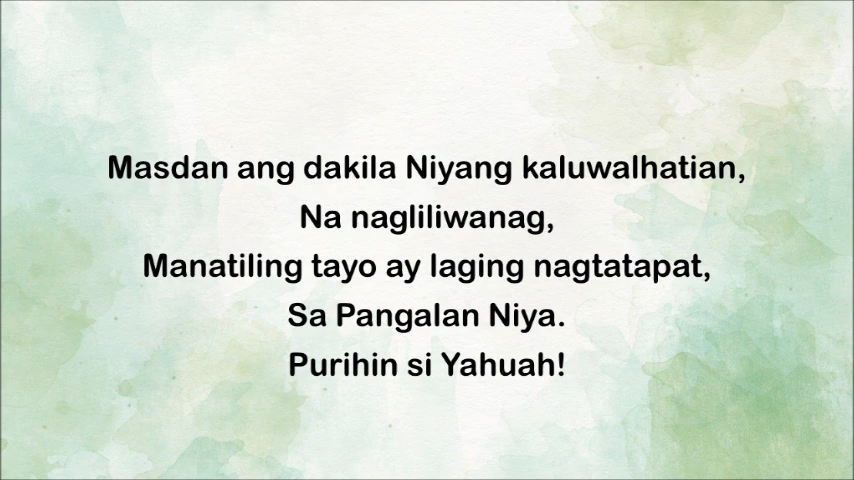 Masdan ang dakila Niyang kaluwalhatian,
Na nagliliwanag,
Manatiling tayo ay laging nagtatapat,
Sa Pangalan Niya.
Purihin si Yahuah!